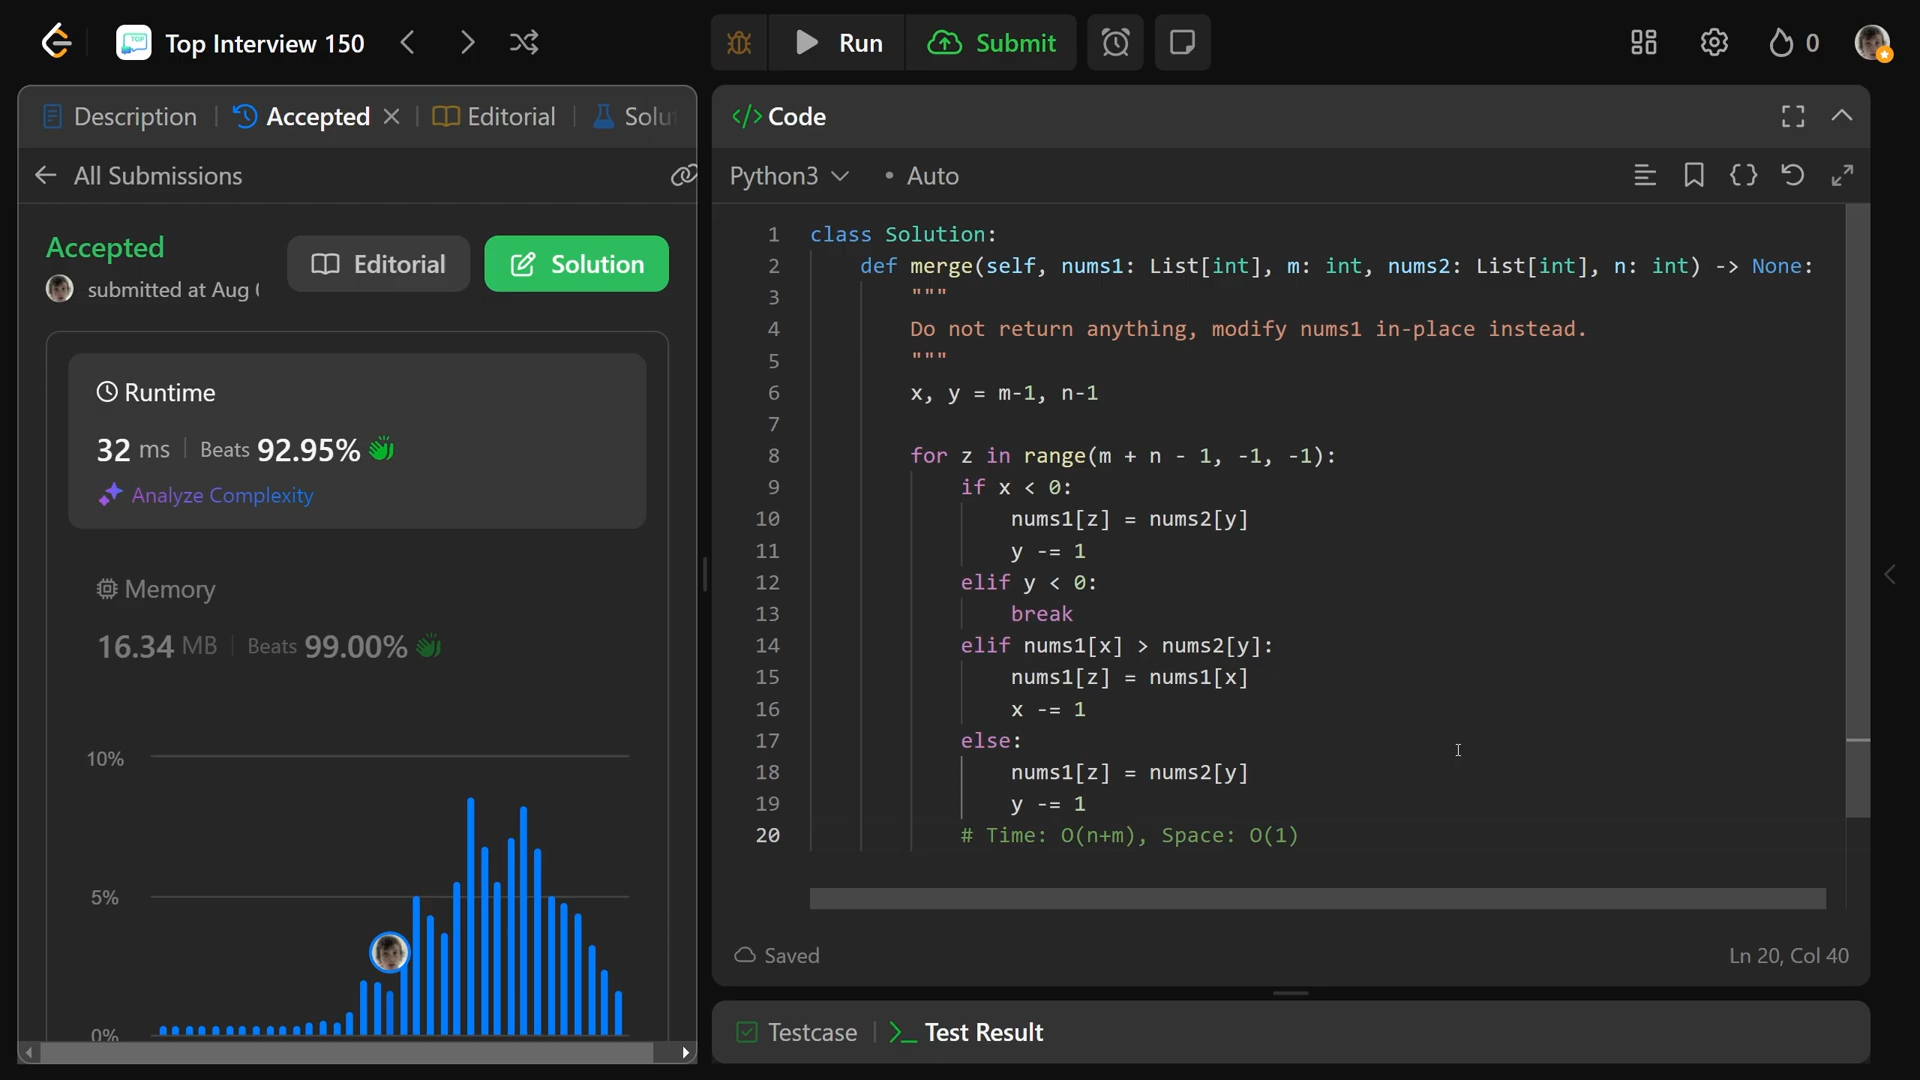 Top Interview 150
Run
Submit
0
Description
Accepted
Editorial
Solu
All Submissions
Accepted
submitted at Aug
Editorial
Solution
Runtime
32 ms
Beats 92.95%
Analyze Complexity
Memory
16.34 MB
Beats 99.00%
10%
5%
0%
</> Code
Python3
• Auto
1 class Solution:
2 def merge(self, nums1: List[int], m: int, nums2: List[int], n: int) -> None:
3 """
4 Do not return anything, modify nums1 in-place instead.
5 """
6 x, y = m-1, n-1
7
8 for z in range(m + n - 1, -1, -1):
9 if x < 0:
10 nums1[z] = nums2[y]
11 y -= 1
12 elif y < 0:
13 break
14 elif nums1[x] > nums2[y]:
15 nums1[z] = nums1[x]
16 x -= 1
17 else:
18 nums1[z] = nums2[y]
19 y -= 1
20 # Time: O(n+m), Space: O(1)
Saved
Ln 20, Col 40
Testcase
Test Result